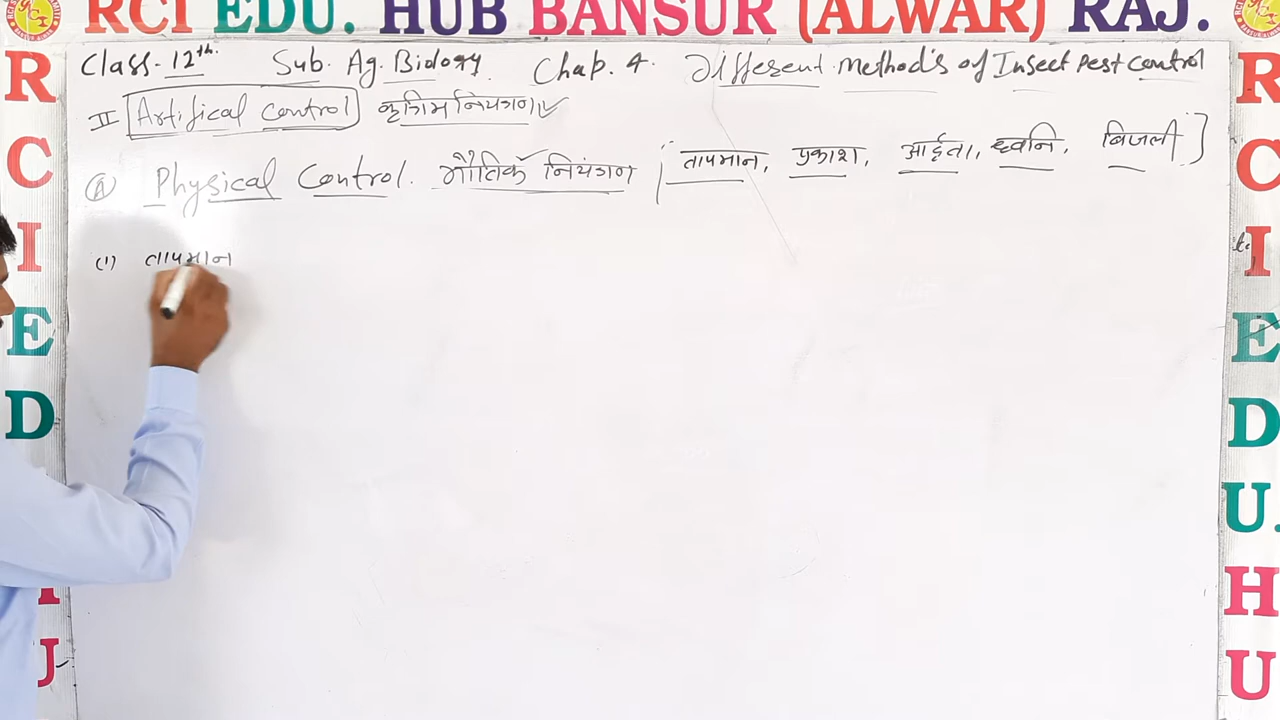 RCI EDU. HUB BANSUR (ALWAR) RAJ.
Class- 12th. Sub. Ag. Biology Chap. 4. Different Method's of Insect Pest Control
II Artifical Control कृत्रिम नियंत्रण
(A) Physical Control. भौतिक नियंत्रण [तापमान, प्रकाश, आर्द्रता, ध्वनि, बिजली]
(1) तापमान
R
C
I
E
D
J
R
C
I
E
D
U.
H
U